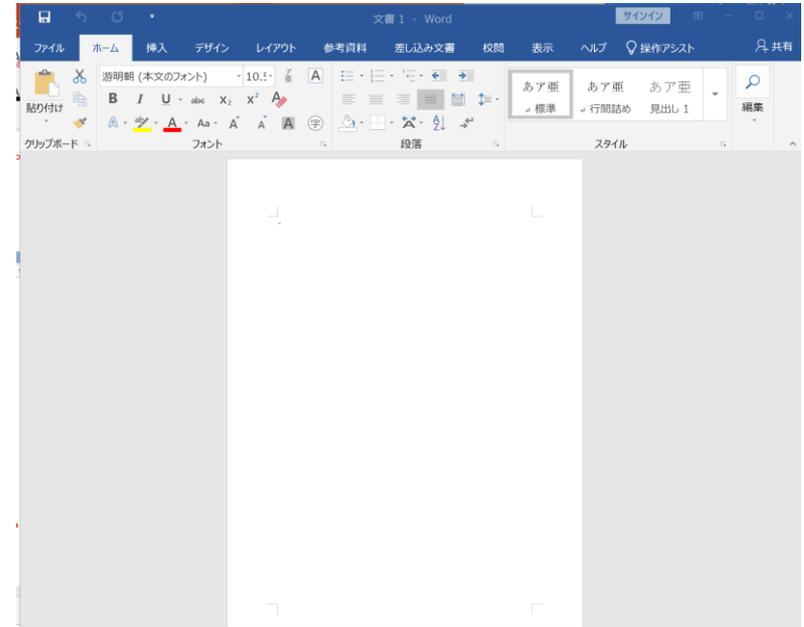 文書 1 - Word
サインイン
ファイル ホーム 挿入 デザイン レイアウト 参考資料 差し込み文書 校閲 表示 ヘルプ 操作アシスト 共有
游明朝 (本文のフォント) 10.5 A
貼り付け
B I U abc X₂ X² A
A aby A Aa A A A 字
あア亜 あア亜 あア亜
標準 行間詰め 見出し 1
編集
クリップボード フォント 段落 スタイル